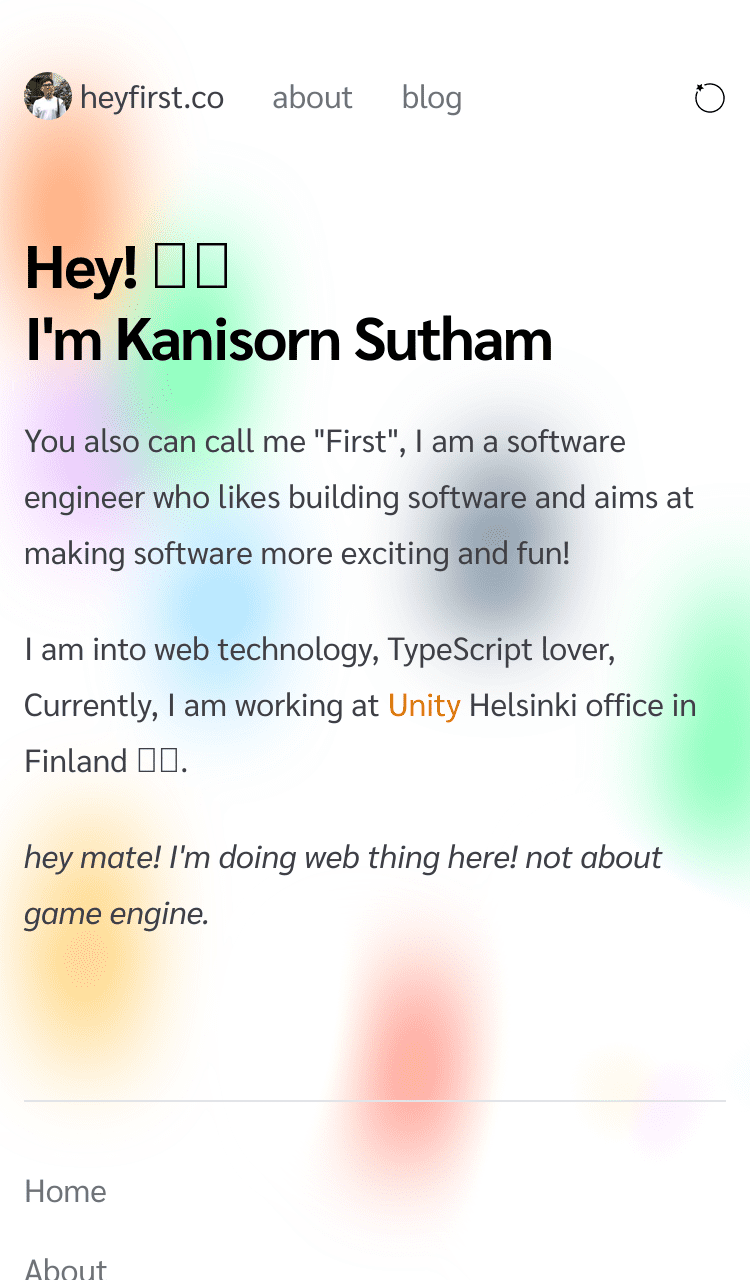 heyfirst.co about blog
Hey! 
I'm Kanisorn Sutham
You also can call me "First", I am a software
engineer who likes building software and aims at
making software more exciting and fun!
I am into web technology, TypeScript lover,
Currently, I am working at Unity Helsinki office in
Finland .
hey mate! I'm doing web thing here! not about
game engine.
Home
About